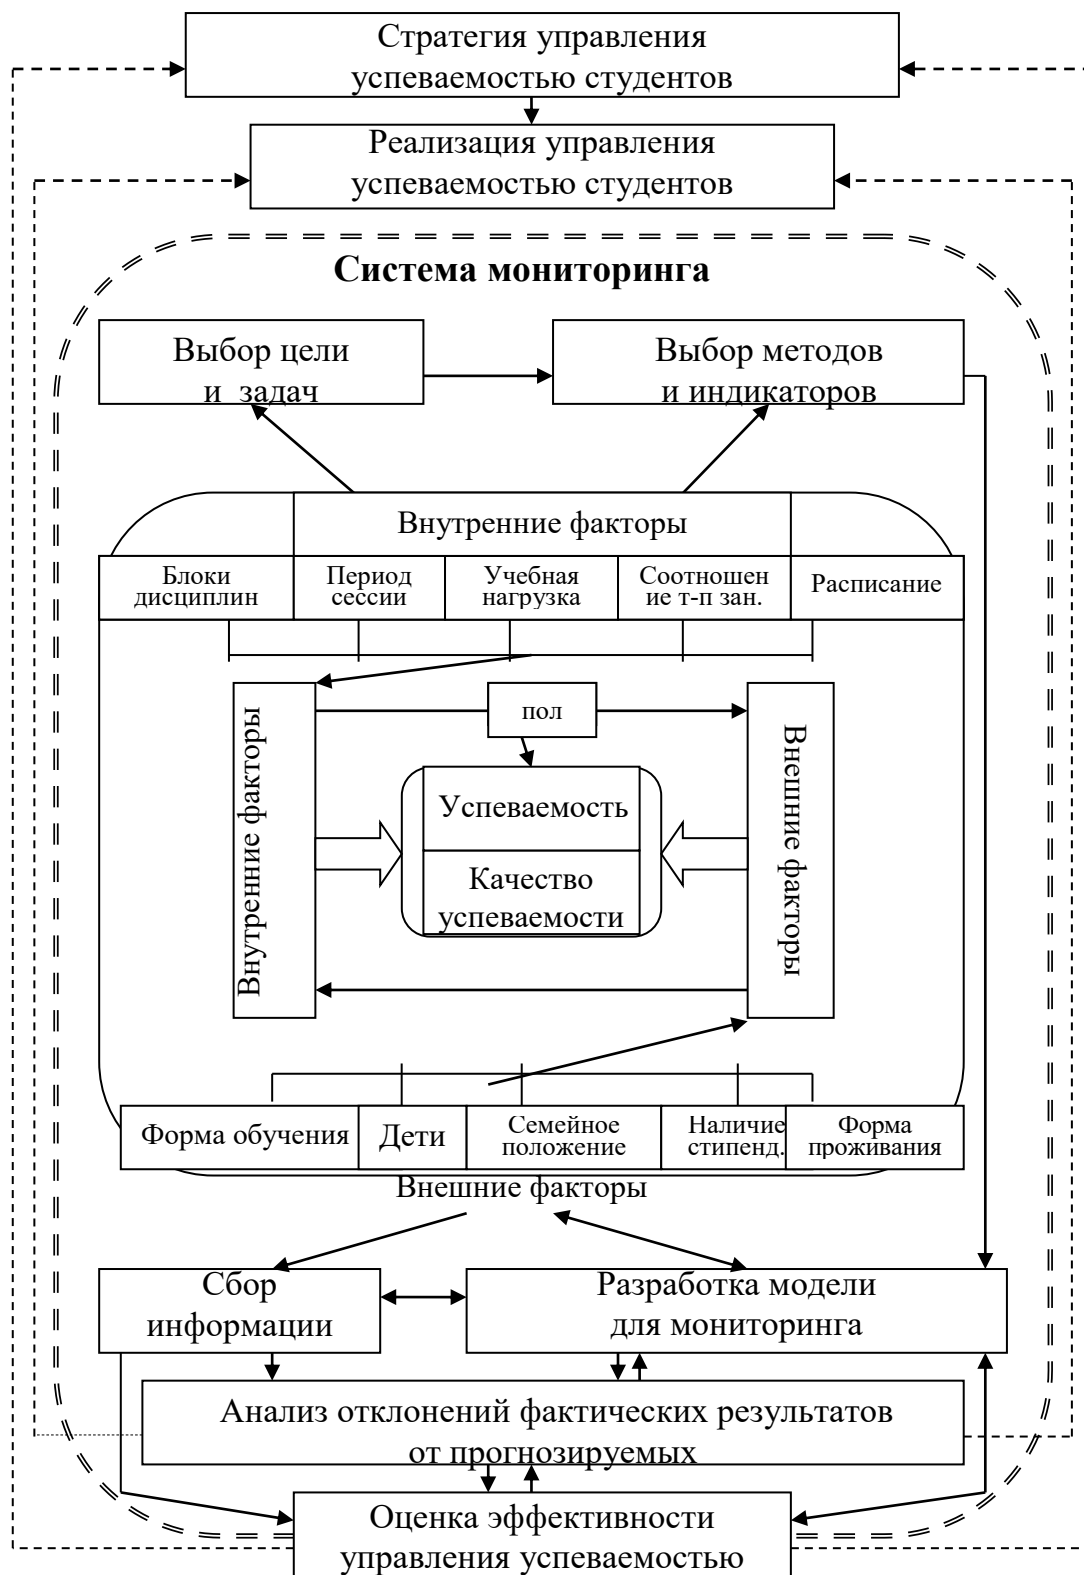 Стратегия управления
успеваемостью студентов
Реализация управления
успеваемостью студентов
Система мониторинга
Выбор цели
и задач
Выбор методов
и индикаторов
Внутренние факторы
Блоки
дисциплин
Период
сессии
Учебная
нагрузка
Соотношен
ие т-п зан.
Расписание
Внутренние факторы
пол
Внешние факторы
Успеваемость
Качество
успеваемости
Форма обучения
Дети
Семейное
положение
Наличие
стипенд.
Форма
проживания
Внешние факторы
Сбор
информации
Разработка модели
для мониторинга
Анализ отклонений фактических результатов
от прогнозируемых
Оценка эффективности
управления успеваемостью